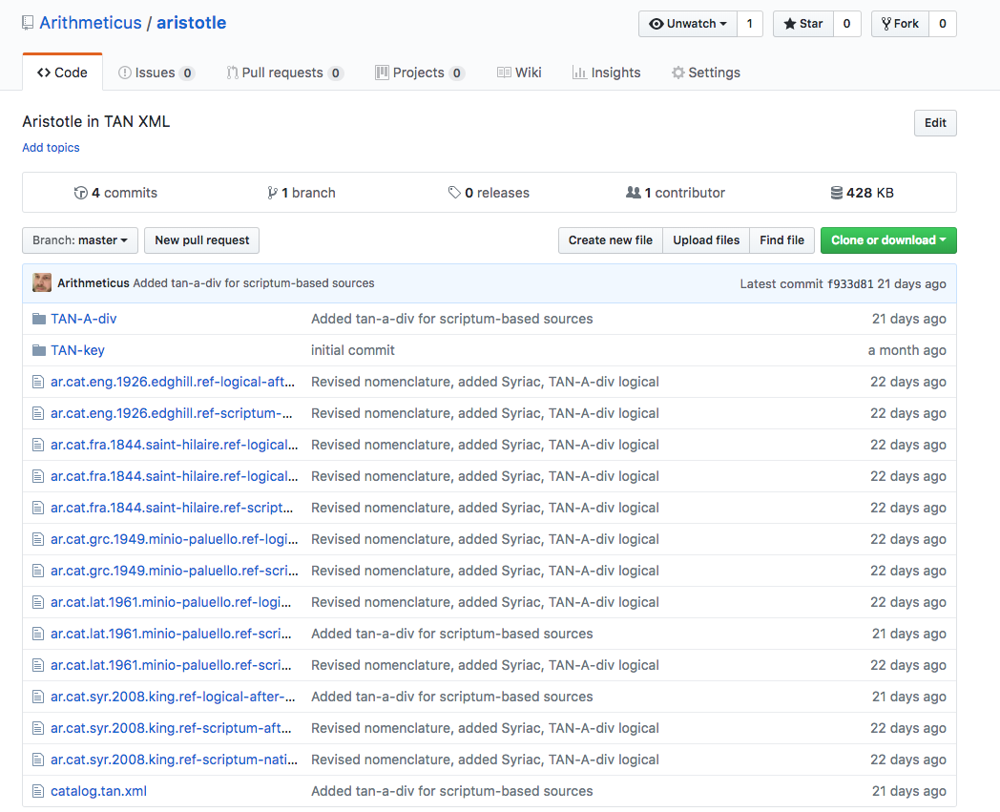 Arithmeticus / aristotle
Unwatch 1 Star 0 Fork 0
Code Issues 0 Pull requests 0 Projects 0 Wiki Insights Settings
Aristotle in TAN XML Edit
Add topics
4 commits 1 branch 0 releases 1 contributor 428 KB
Branch: master New pull request Create new file Upload files Find file Clone or download
Arithmeticus Added tan-a-div for scriptum-based sources Latest commit f933d81 21 days ago
TAN-A-div Added tan-a-div for scriptum-based sources 21 days ago
TAN-key initial commit a month ago
ar.cat.eng.1926.edghill.ref-logical-aft... Revised nomenclature, added Syriac, TAN-A-div logical 22 days ago
ar.cat.eng.1926.edghill.ref-scriptum-... Revised nomenclature, added Syriac, TAN-A-div logical 22 days ago
ar.cat.fra.1844.saint-hilaire.ref-logical... Revised nomenclature, added Syriac, TAN-A-div logical 22 days ago
ar.cat.fra.1844.saint-hilaire.ref-logical... Revised nomenclature, added Syriac, TAN-A-div logical 22 days ago
ar.cat.fra.1844.saint-hilaire.ref-script... Revised nomenclature, added Syriac, TAN-A-div logical 22 days ago
ar.cat.grc.1949.minio-paluello.ref-logi... Revised nomenclature, added Syriac, TAN-A-div logical 22 days ago
ar.cat.grc.1949.minio-paluello.ref-scri... Revised nomenclature, added Syriac, TAN-A-div logical 22 days ago
ar.cat.lat.1961.minio-paluello.ref-logi... Revised nomenclature, added Syriac, TAN-A-div logical 22 days ago
ar.cat.lat.1961.minio-paluello.ref-scri... Added tan-a-div for scriptum-based sources 21 days ago
ar.cat.lat.1961.minio-paluello.ref-scri... Revised nomenclature, added Syriac, TAN-A-div logical 22 days ago
ar.cat.syr.2008.king.ref-logical-after-... Added tan-a-div for scriptum-based sources 21 days ago
ar.cat.syr.2008.king.ref-scriptum-aft... Revised nomenclature, added Syriac, TAN-A-div logical 22 days ago
ar.cat.syr.2008.king.ref-scriptum-nati... Revised nomenclature, added Syriac, TAN-A-div logical 22 days ago
catalog.tan.xml Added tan-a-div for scriptum-based sources 21 days ago